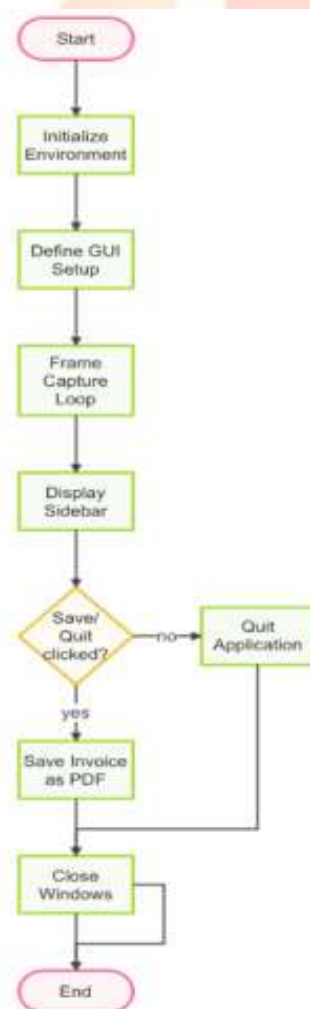 Start
Initialize
Environment
Define GUI
Setup
Frame
Capture
Loop
Display
Sidebar
Save/
Quit
clicked?
no
Quit
Application
yes
Save Invoice
as PDF
Close
Windows
End